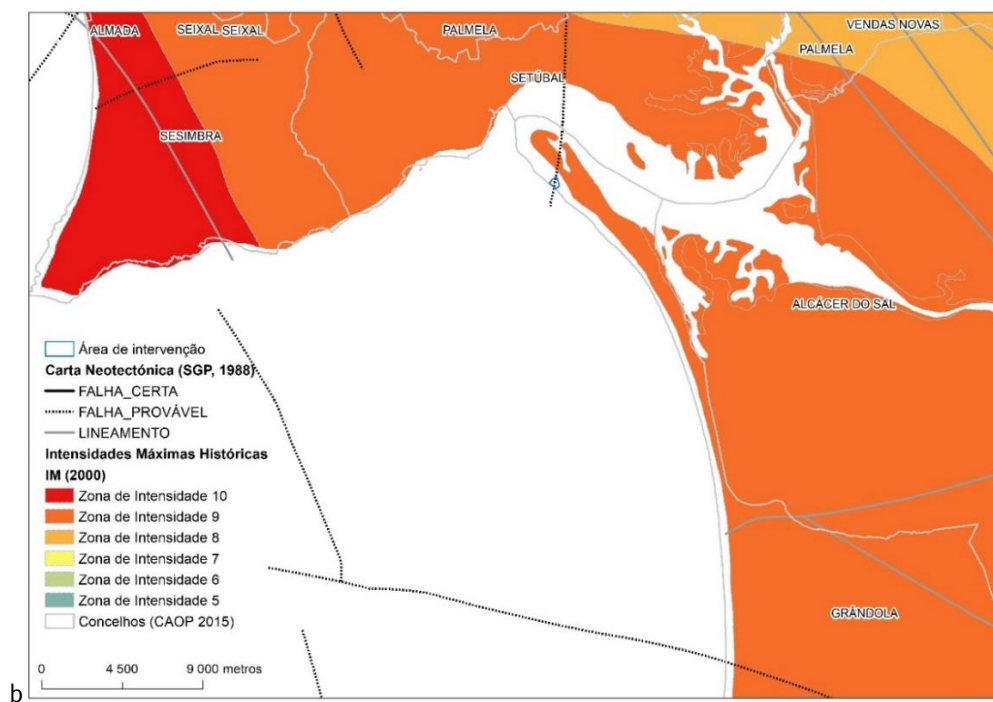 ALMADA
SEIXAL SEIXAL
PALMELA
VENDAS NOVAS
PALMELA
SETÚBAL
SESIMBRA
ALCÁCER DO SAL
GRÂNDOLA
Área de intervenção
Carta Neotectónica (SGP, 1988)
FALHA_CERTA
FALHA_PROVÁVEL
LINEAMENTO
Intensidades Máximas Históricas
IM (2000)
Zona de Intensidade 10
Zona de Intensidade 9
Zona de Intensidade 8
Zona de Intensidade 7
Zona de Intensidade 6
Zona de Intensidade 5
Concelhos (CAOP 2015)
0 4 500 9 000 metros
b